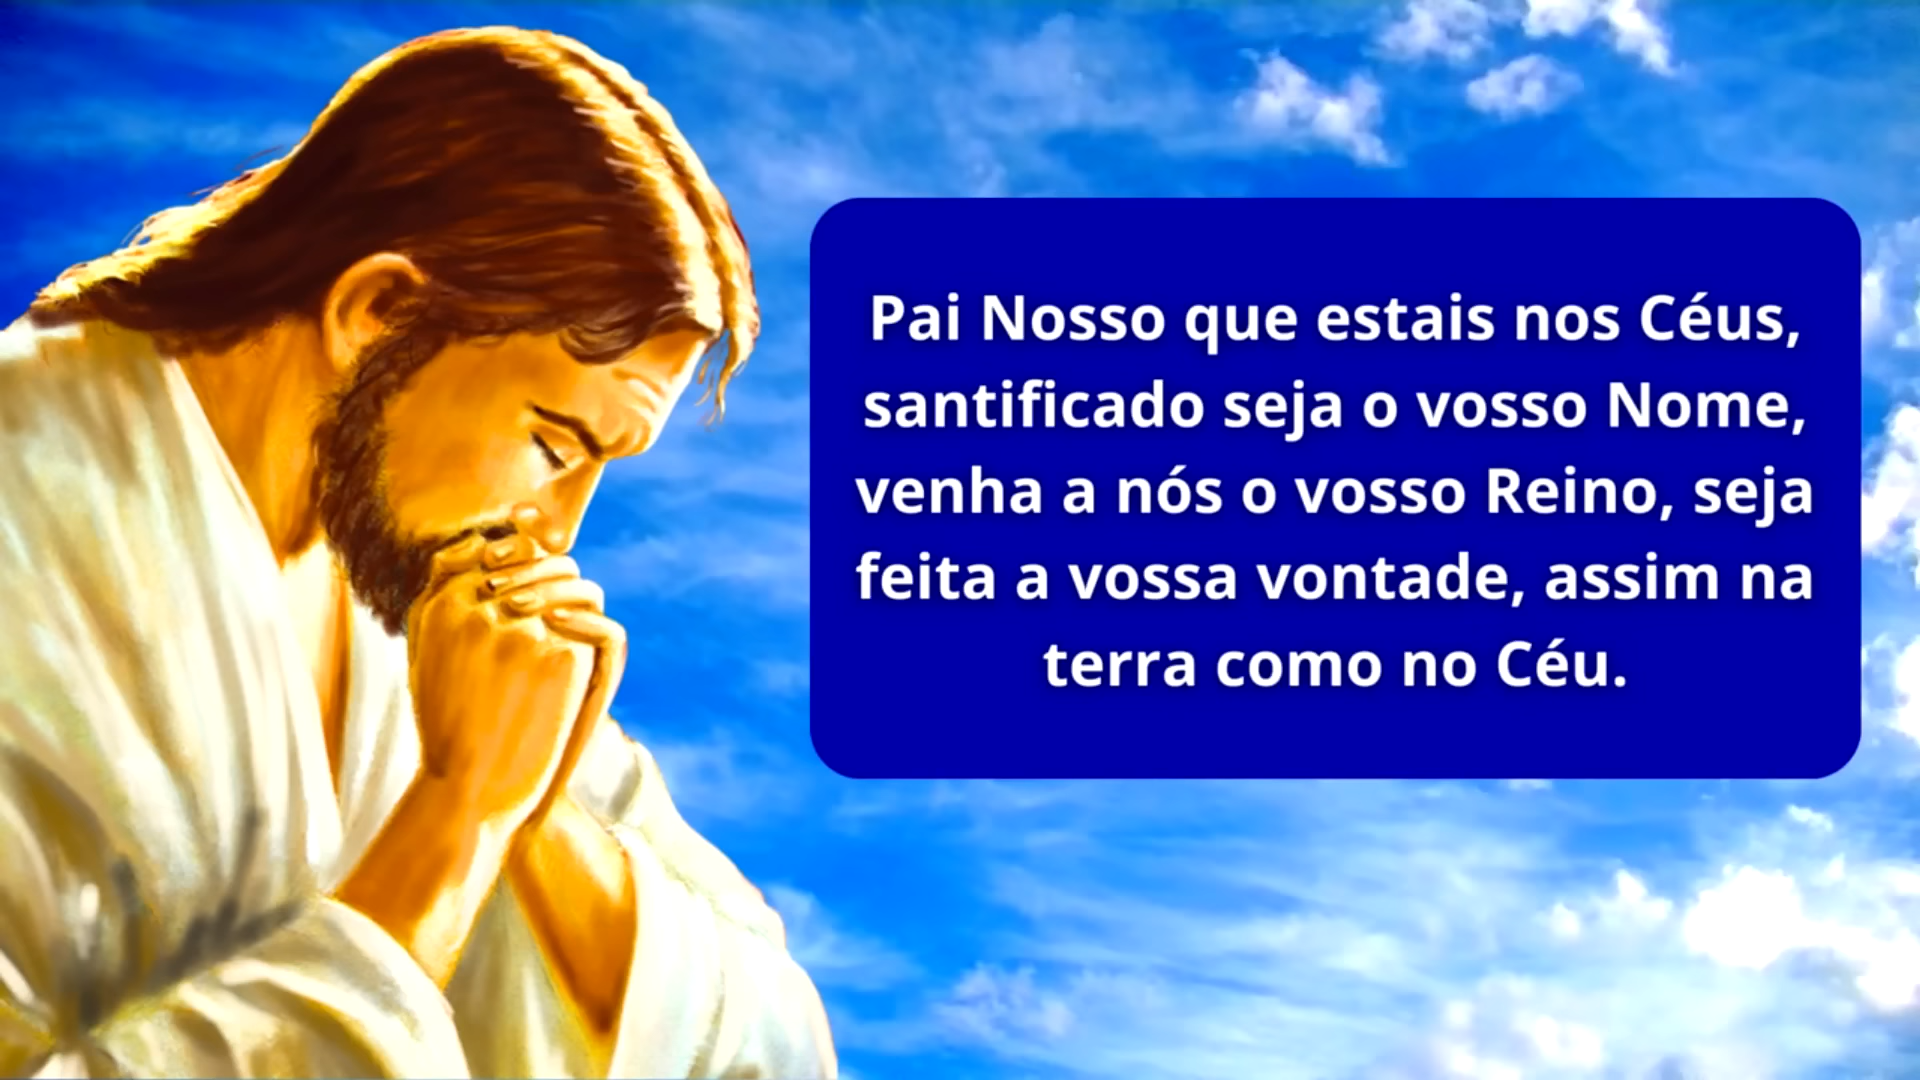 Pai Nosso que estais nos Céus,
santificado seja o vosso Nome,
venha a nós o vosso Reino, seja
feita a vossa vontade, assim na
terra como no Céu.